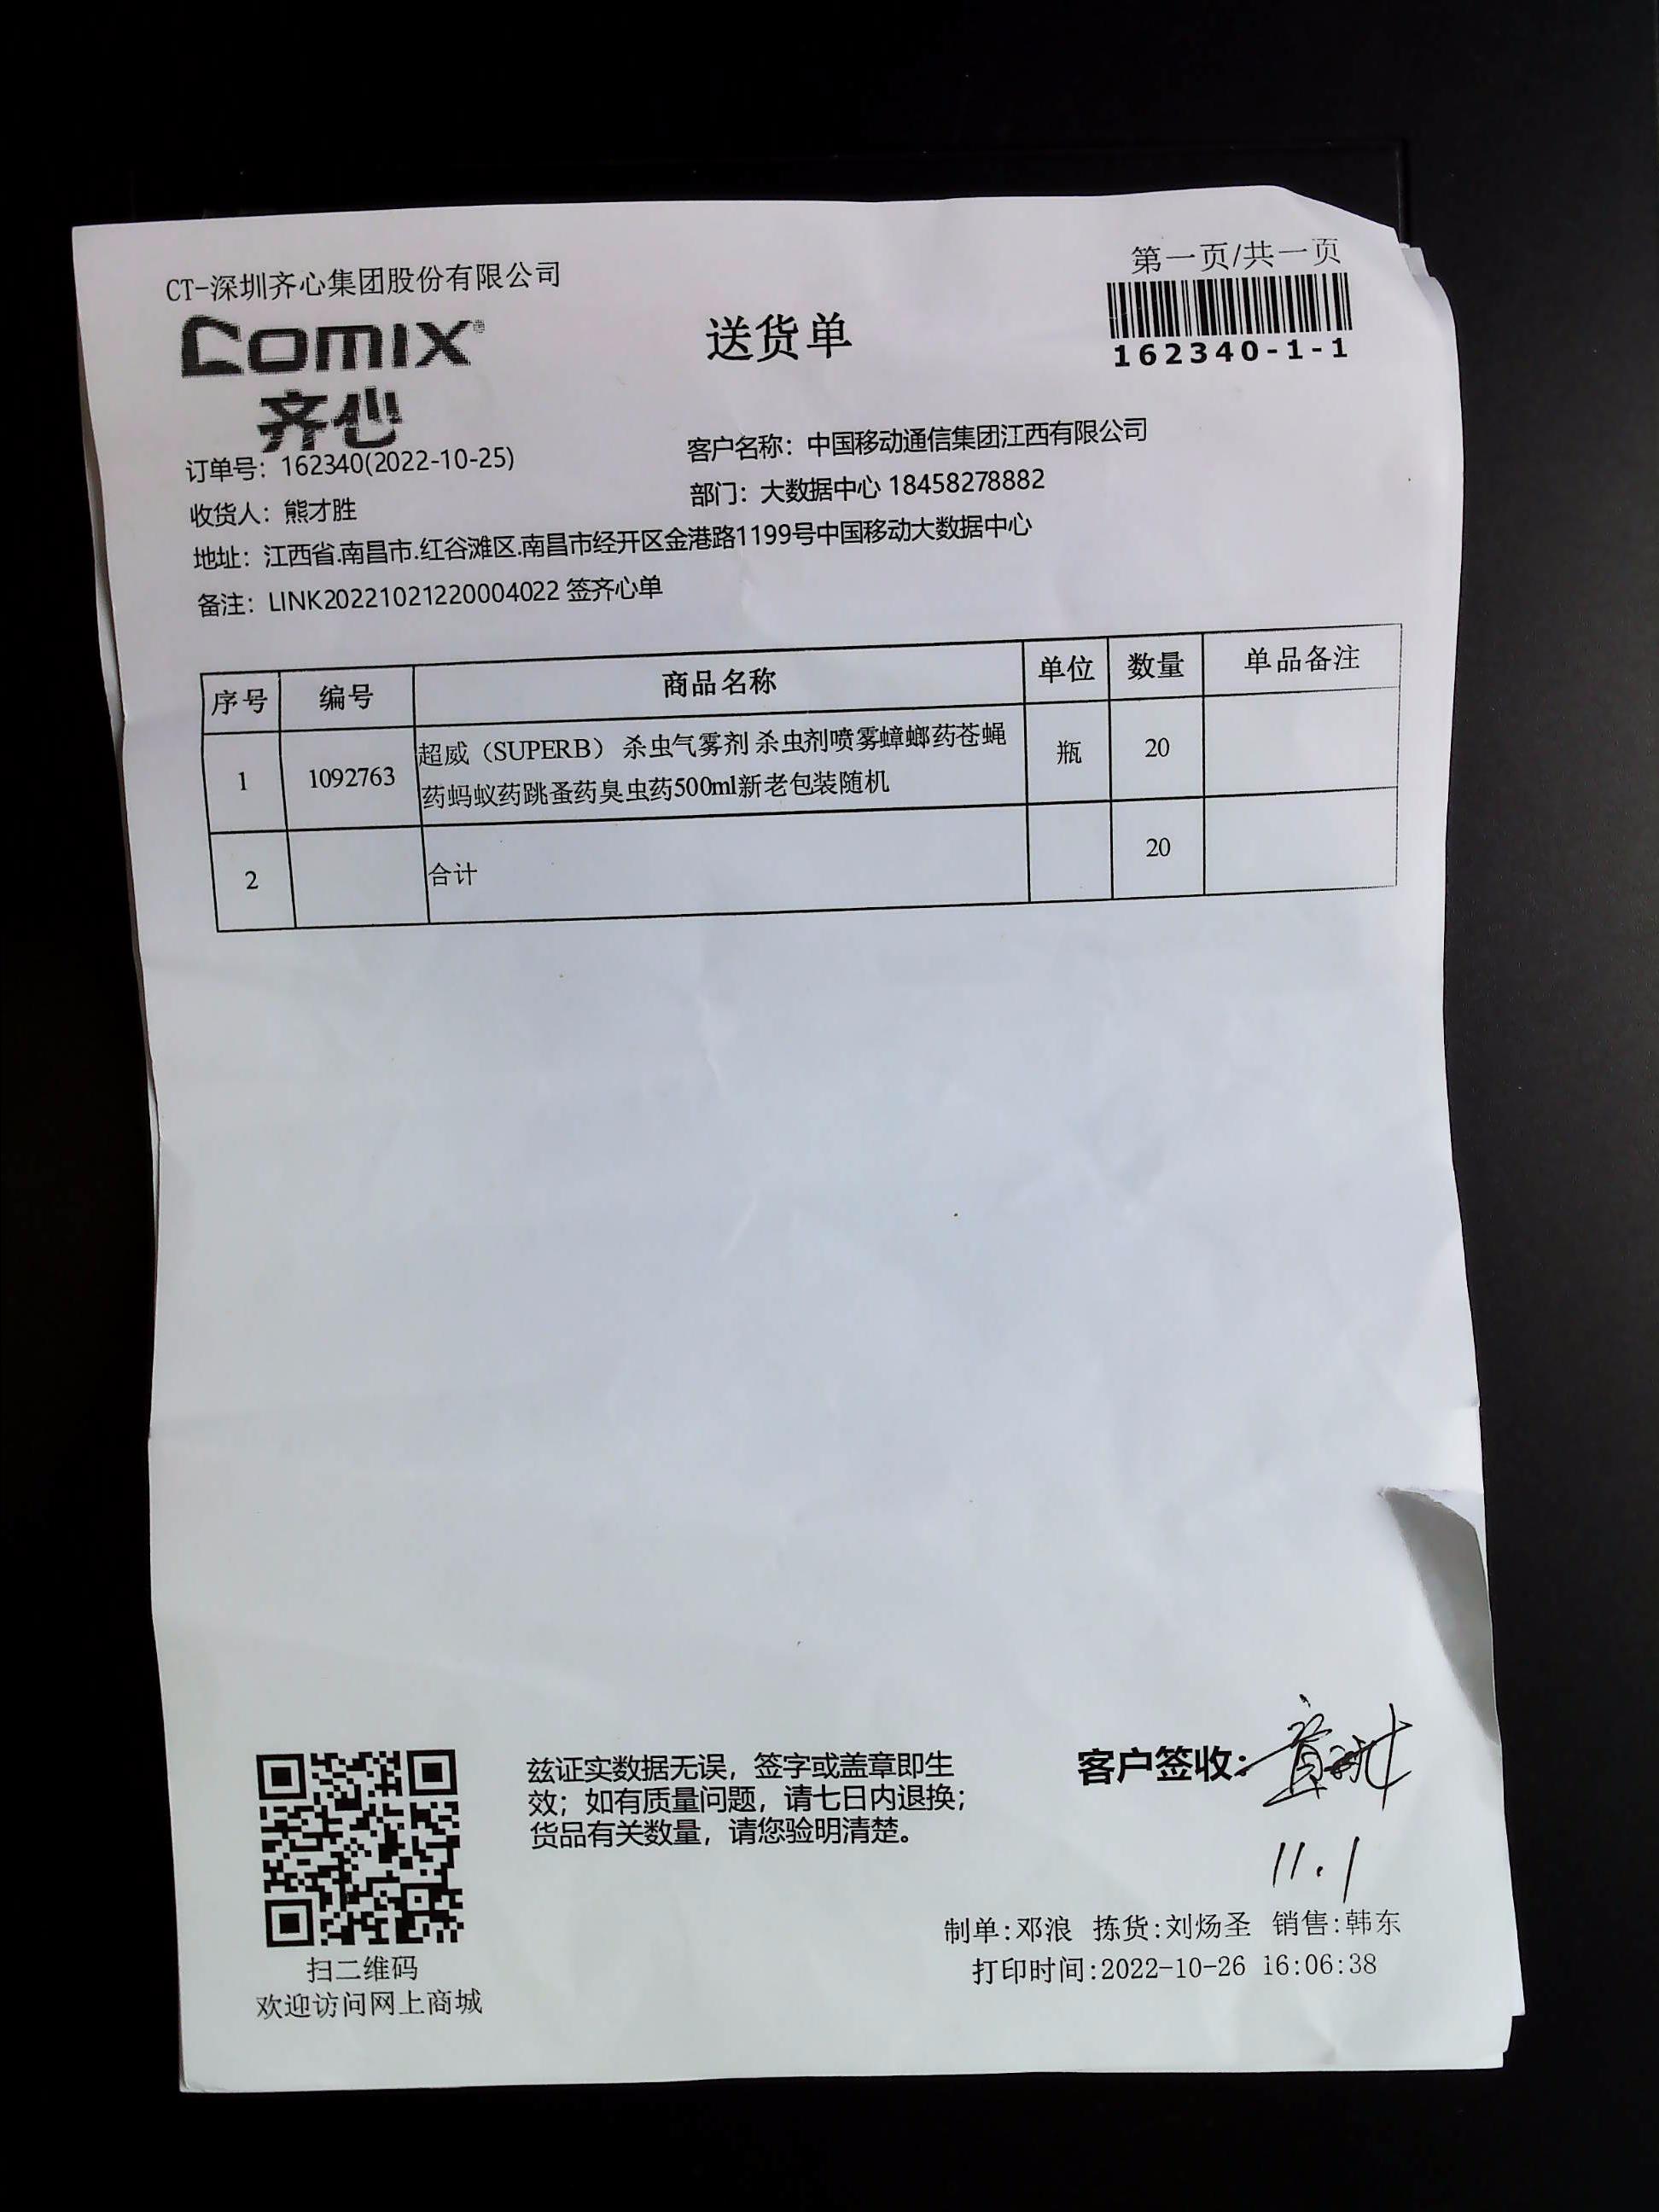 CT-深圳齐心集团股份有限公司
第一页/共一页
COMIX®
齐心
送货单
162340-1-1
订单号：162340(2022-10-25)
客户名称：中国移动通信集团江西有限公司
收货人：熊才胜
部门：大数据中心 18458278882
地址：江西省.南昌市.红谷滩区.南昌市经开区金港路1199号中国移动大数据中心
备注：LINK20221021220004022 签齐心单
序号 编号 商品名称 单位 数量 单品备注
1 1092763 超威（SUPERB） 杀虫气雾剂 杀虫剂喷雾蟑螂药苍蝇 瓶 20
药蚂蚁药跳蚤药臭虫药500ml新老包装随机
2 合计 20
兹证实数据无误，签字或盖章即生
效；如有质量问题，请七日内退换；
货品有关数量，请您验明清楚。
客户签收：
11.1
制单:邓浪 拣货:刘炀圣 销售:韩东
打印时间:2022-10-26 16:06:38
扫二维码
欢迎访问网上商城